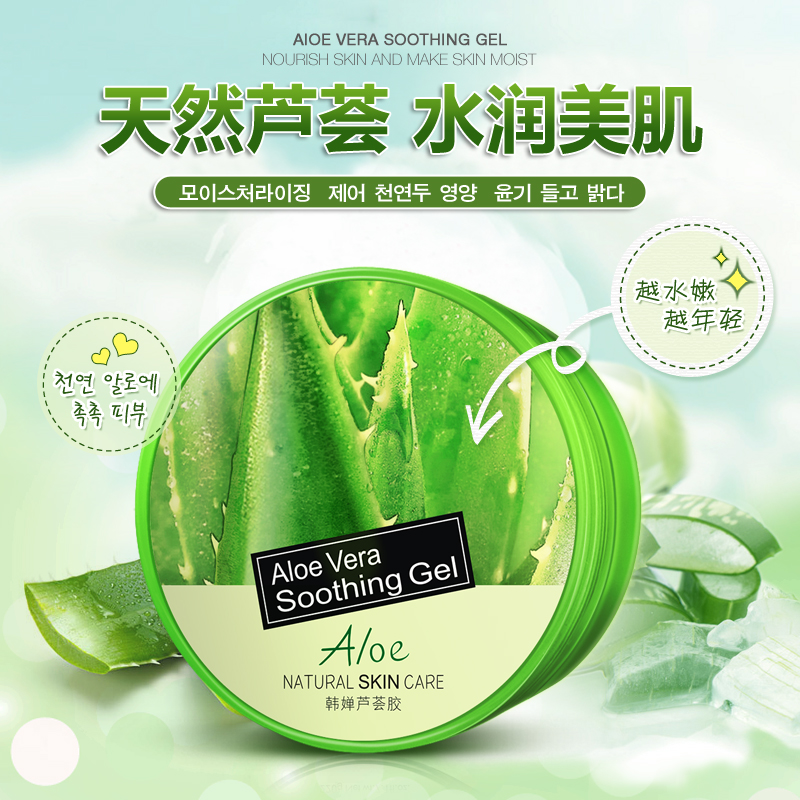 AIOE VERA SOOTHING GEL
NOURISH SKIN AND MAKE SKIN MOIST
天然芦荟 水润美肌
모이스처라이징 제어 천연두 영양 윤기 들고 밝다
越水嫩
越年轻
천연 알로에
촉촉 피부
Aloe Vera
Soothing Gel
Aloe
NATURAL SKIN CARE
韩婵芦荟胶